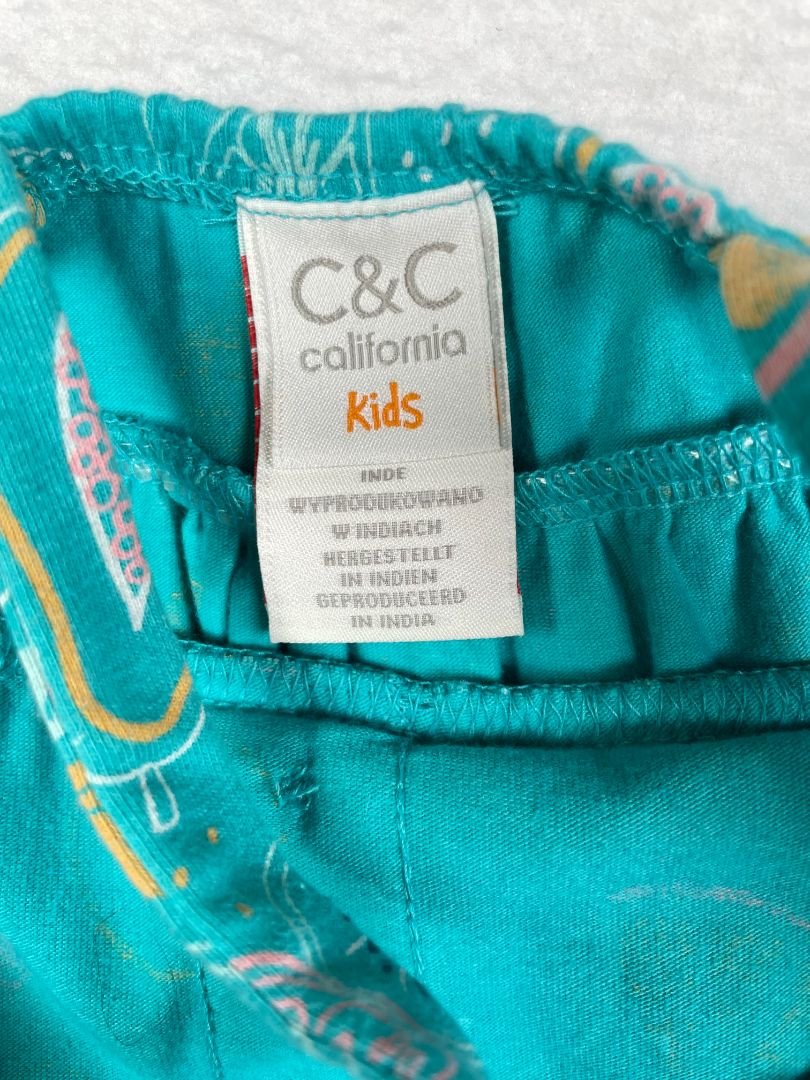 C&C
california
kids
INDE
WYPRODUKOWANO
W INDIACH
HERGESTELLT
IN INDIEN
GEPRODUCEERD
IN INDIA